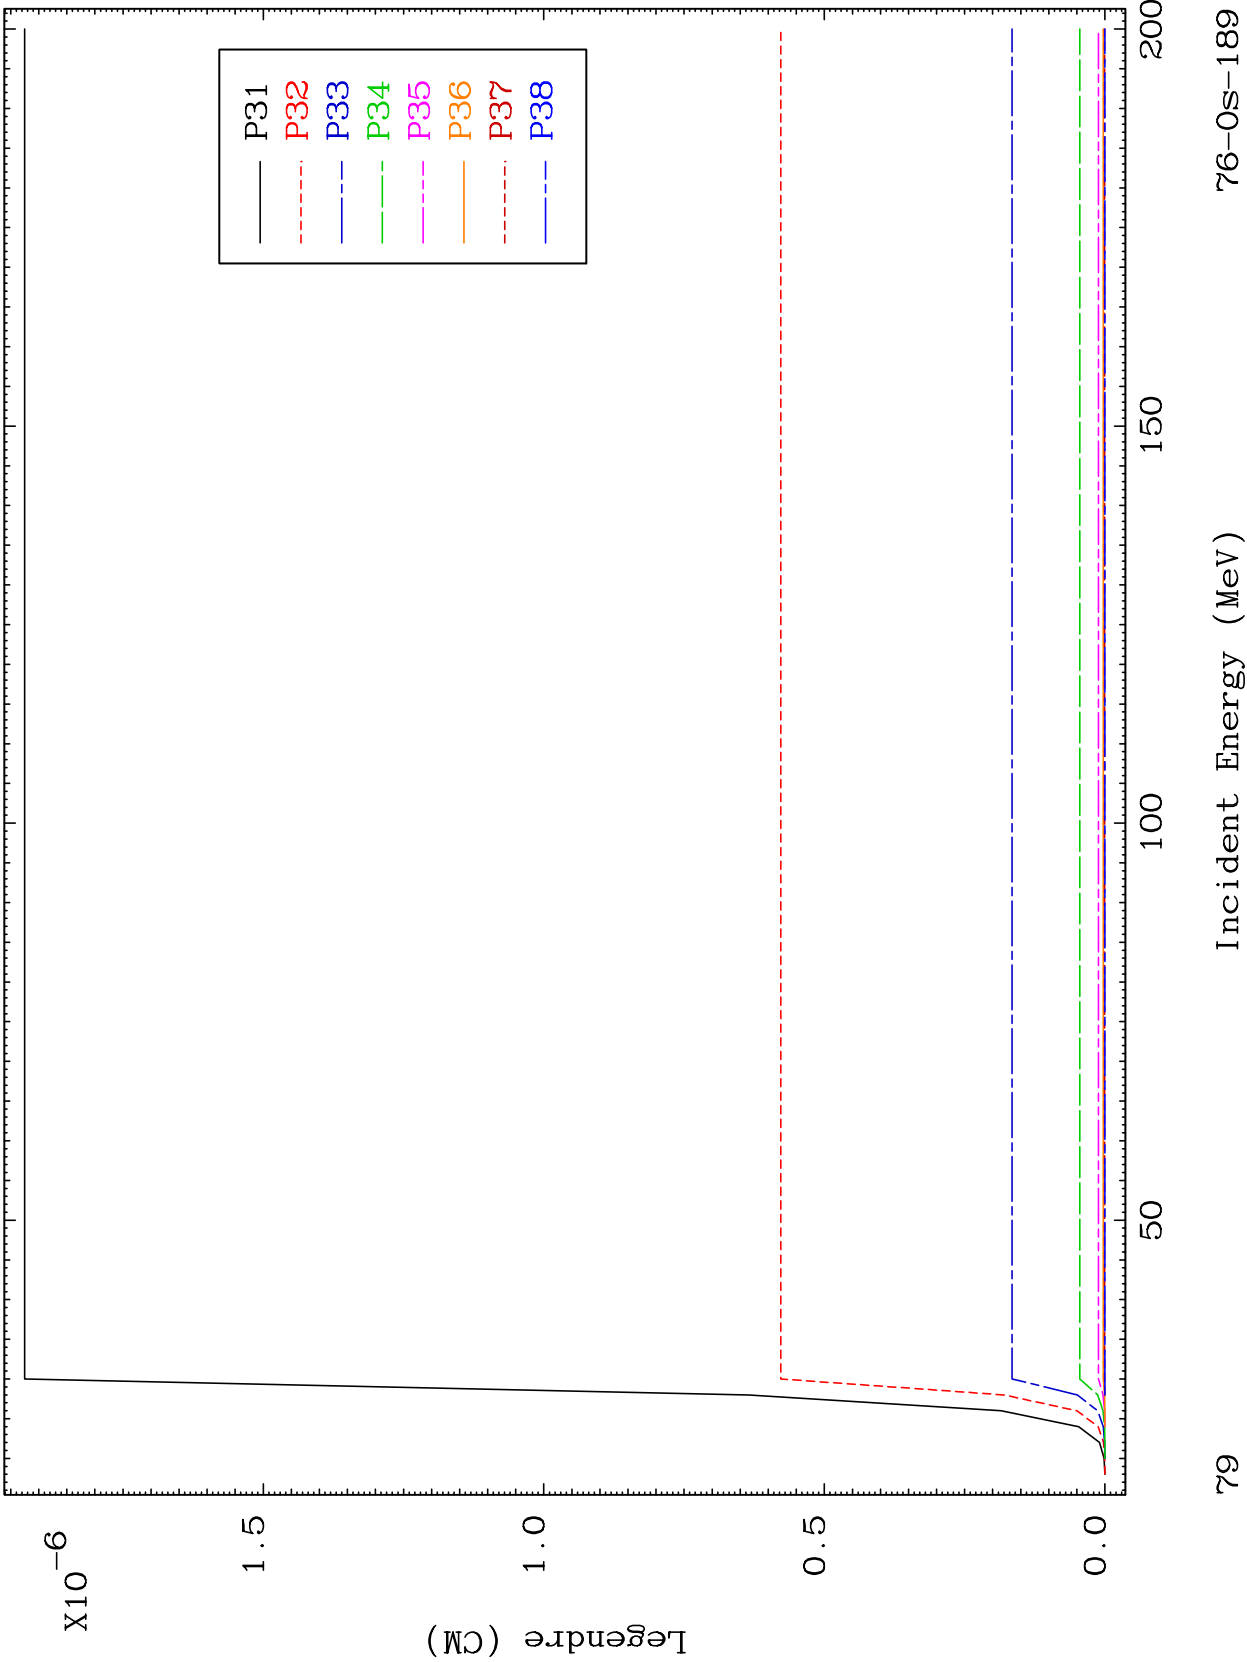 X10-6
1.5
1.0
0.5
0.0
Legendre (CM)
P31
P32
P33
P34
P35
P36
P37
P38
50
100
150
200
Incident Energy (MeV)
79
76-Os-189